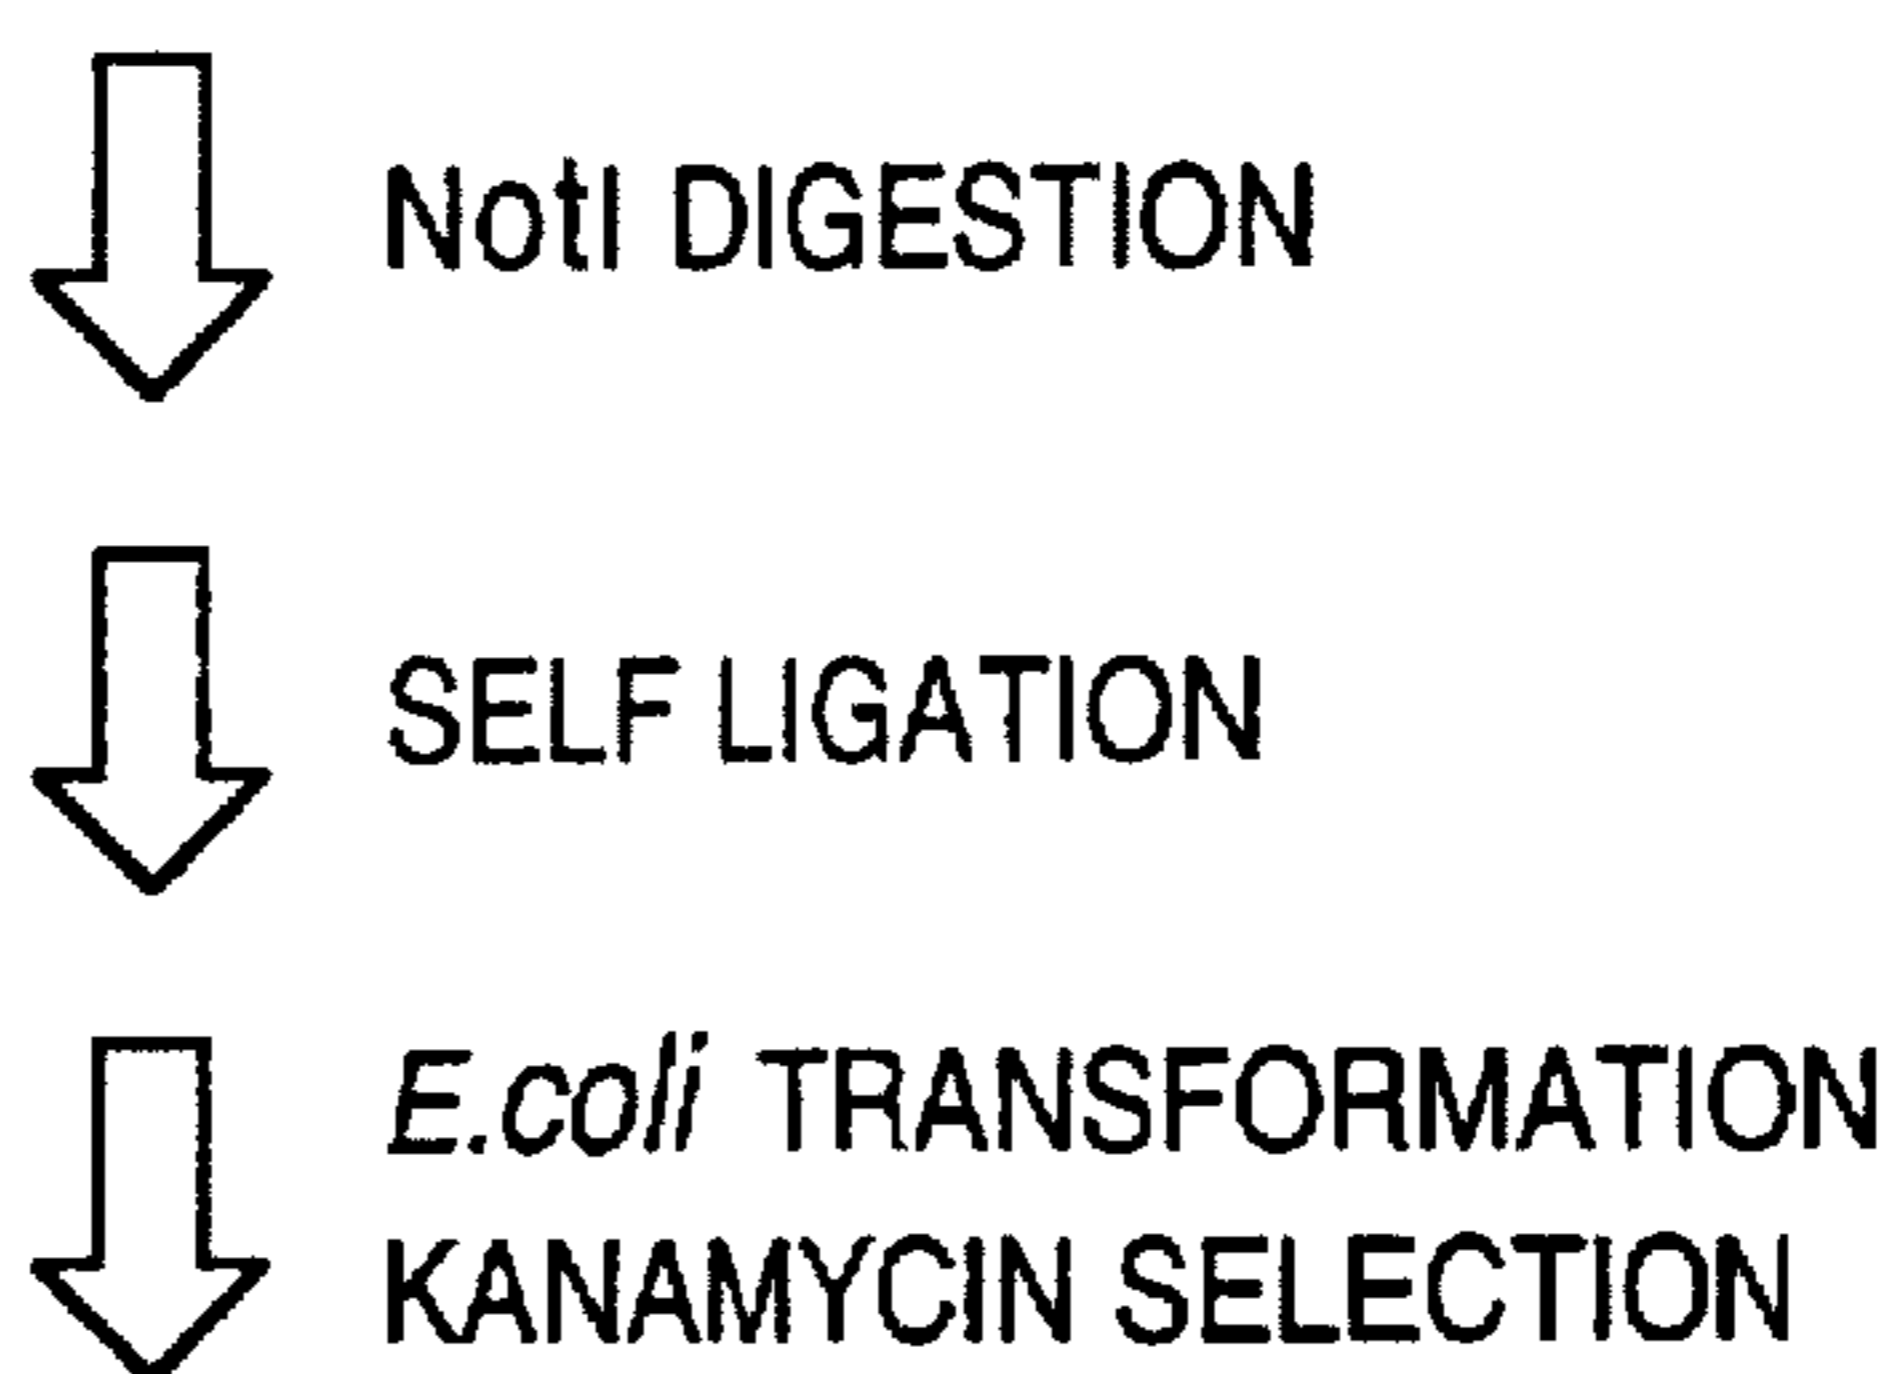 NotI DIGESTION
SELF LIGATION
E.coli TRANSFORMATION
KANAMYCIN SELECTION